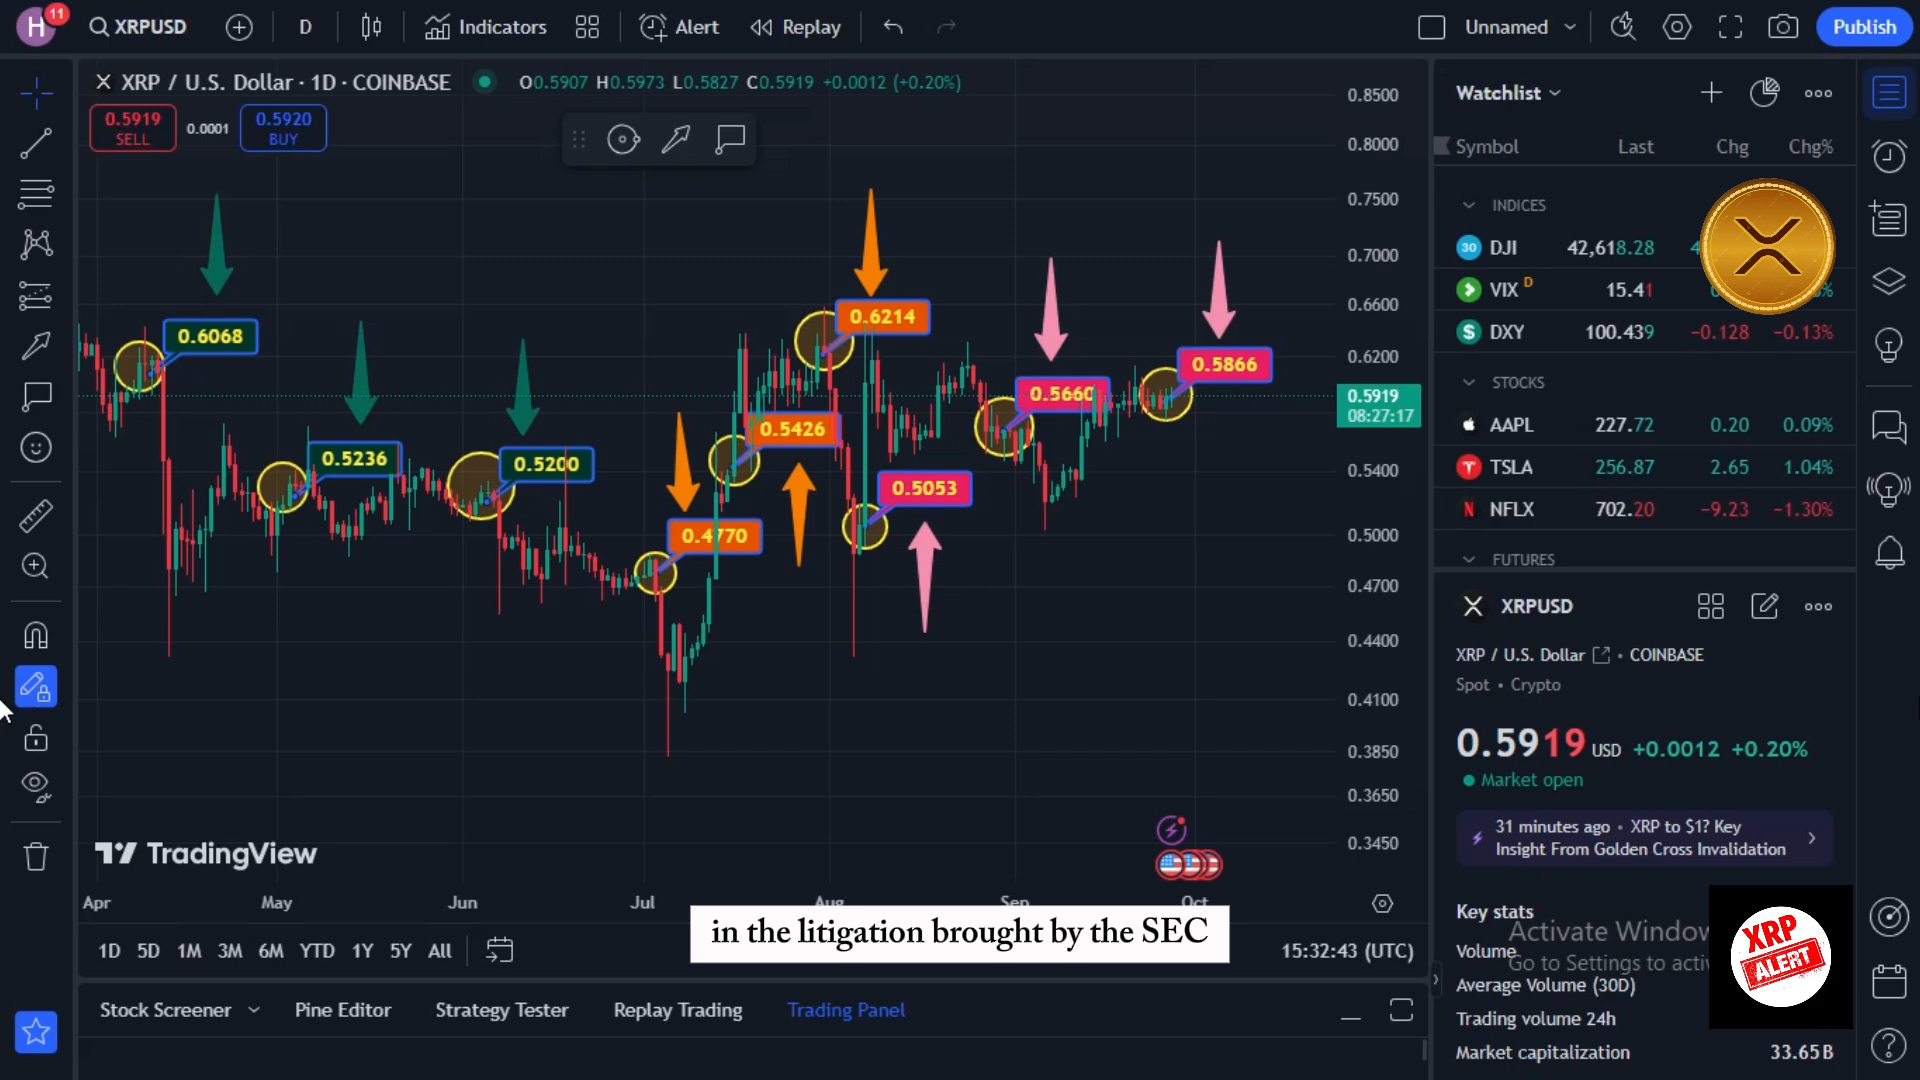 H 11 XRPUSD D Indicators Alert Replay Unnamed Publish
XRP / U.S. Dollar · 1D · COINBASE O0.5907 H0.5973 L0.5827 C0.5919 +0.0012 (+0.20%)
0.5919 SELL 0.0001 0.5920 BUY
0.8500
0.8000
0.7500
0.7000
0.6600
0.6200
0.5919
08:27:17
0.5400
0.5000
0.4700
0.4400
0.4100
0.3850
0.3650
0.3450
0.6068
0.5236
0.5200
0.4770
0.5426
0.6214
0.5053
0.5660
0.5866
TradingView
Apr May Jun Jul Aug Sep Oct
in the litigation brought by the SEC
1D 5D 1M 3M 6M YTD 1Y 5Y All 15:32:43 (UTC)
Stock Screener Pine Editor Strategy Tester Replay Trading Trading Panel
Watchlist
Symbol Last Chg Chg%
INDICES
30 DJI 42,618.28
VIX D 15.41
DXY 100.439 −0.128 −0.13%
STOCKS
AAPL 227.72 0.20 0.09%
TSLA 256.87 2.65 1.04%
NFLX 702.20 −9.23 −1.30%
FUTURES
XRPUSD
XRP / U.S. Dollar • COINBASE
Spot • Crypto
0.5919 USD +0.0012 +0.20%
Market open
31 minutes ago • XRP to $1? Key
Insight From Golden Cross Invalidation
Key stats
Activate Window
Volume
Go to Settings to acti
Average Volume (30D)
Trading volume 24h
Market capitalization 33.65B
XRP
ALERT